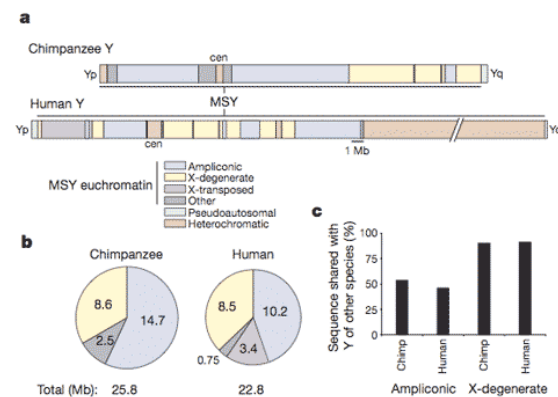 a
Chimpanzee Y
cen
Yp
Yq
Human Y
MSY
Yp
cen
1 Mb
MSY euchromatin
Ampliconic
X-degenerate
X-transposed
Other
Pseudoautosomal
Heterochromatic
b
Chimpanzee
Human
8.6
14.7
2.5
8.5
10.2
0.75
3.4
Total (Mb): 25.8 22.8
c
Sequence shared with
Y of other species (%)
100
75
50
25
0
Chimp
Human
Chimp
Human
Ampliconic X-degenerate